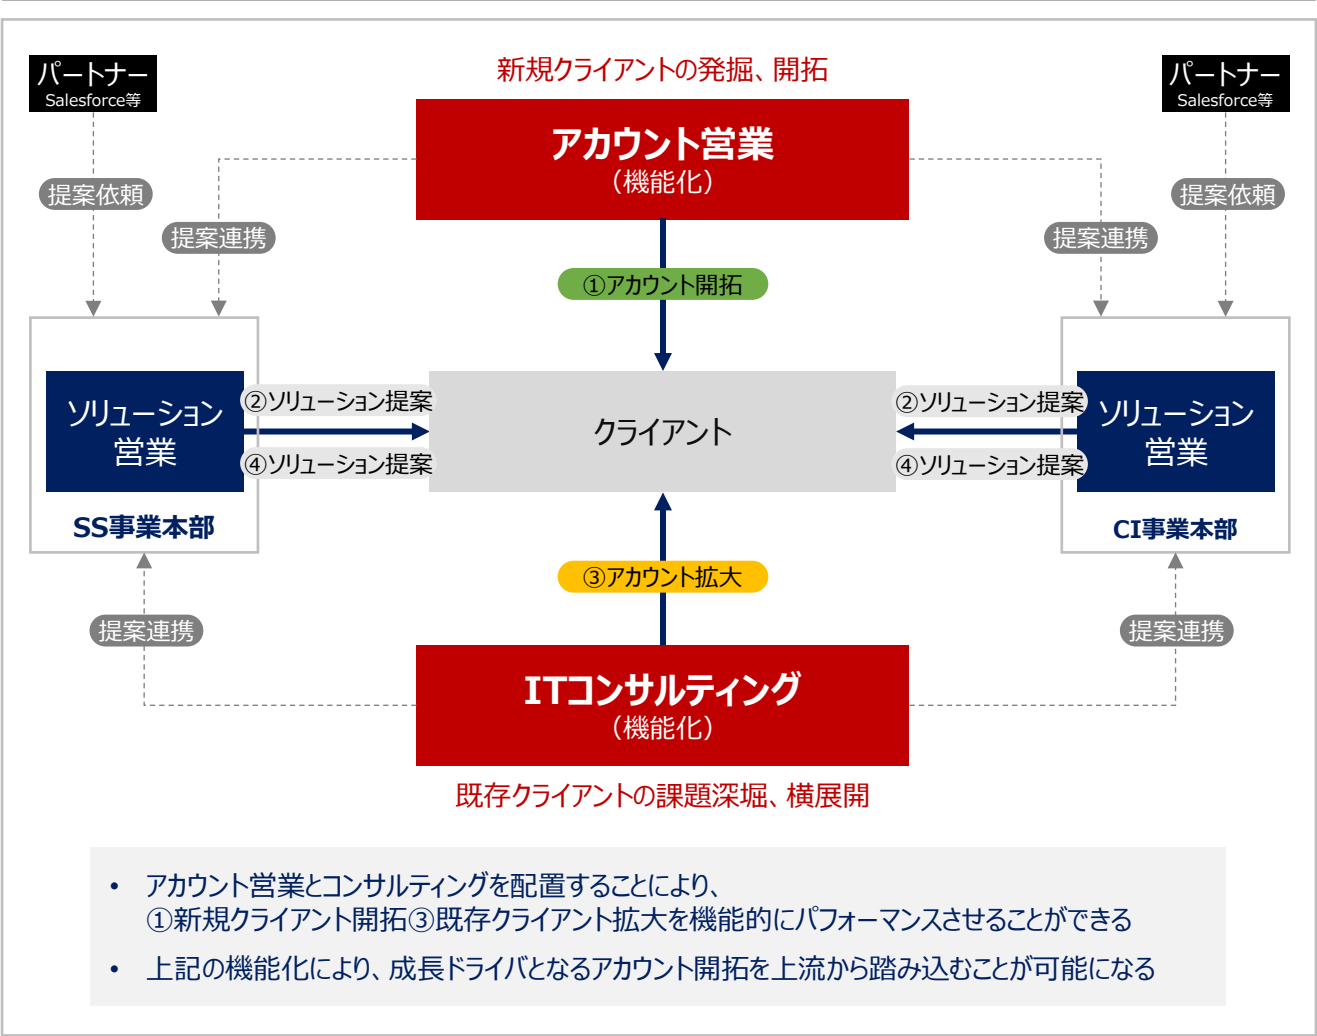 パートナー
Salesforce等
新規クライアントの発掘、開拓
パートナー
Salesforce等
アカウント営業
（機能化）
提案依頼
提案依頼
提案連携
提案連携
①アカウント開拓
ソリューション
営業
②ソリューション提案
④ソリューション提案
クライアント
②ソリューション提案
④ソリューション提案
ソリューション
営業
SS事業本部
CI事業本部
③アカウント拡大
提案連携
提案連携
ITコンサルティング
（機能化）
既存クライアントの課題深堀、横展開
• アカウント営業とコンサルティングを配置することにより、
①新規クライアント開拓③既存クライアント拡大を機能的にパフォーマンスさせることができる
• 上記の機能化により、成長ドライバとなるアカウント開拓を上流から踏み込むことが可能になる